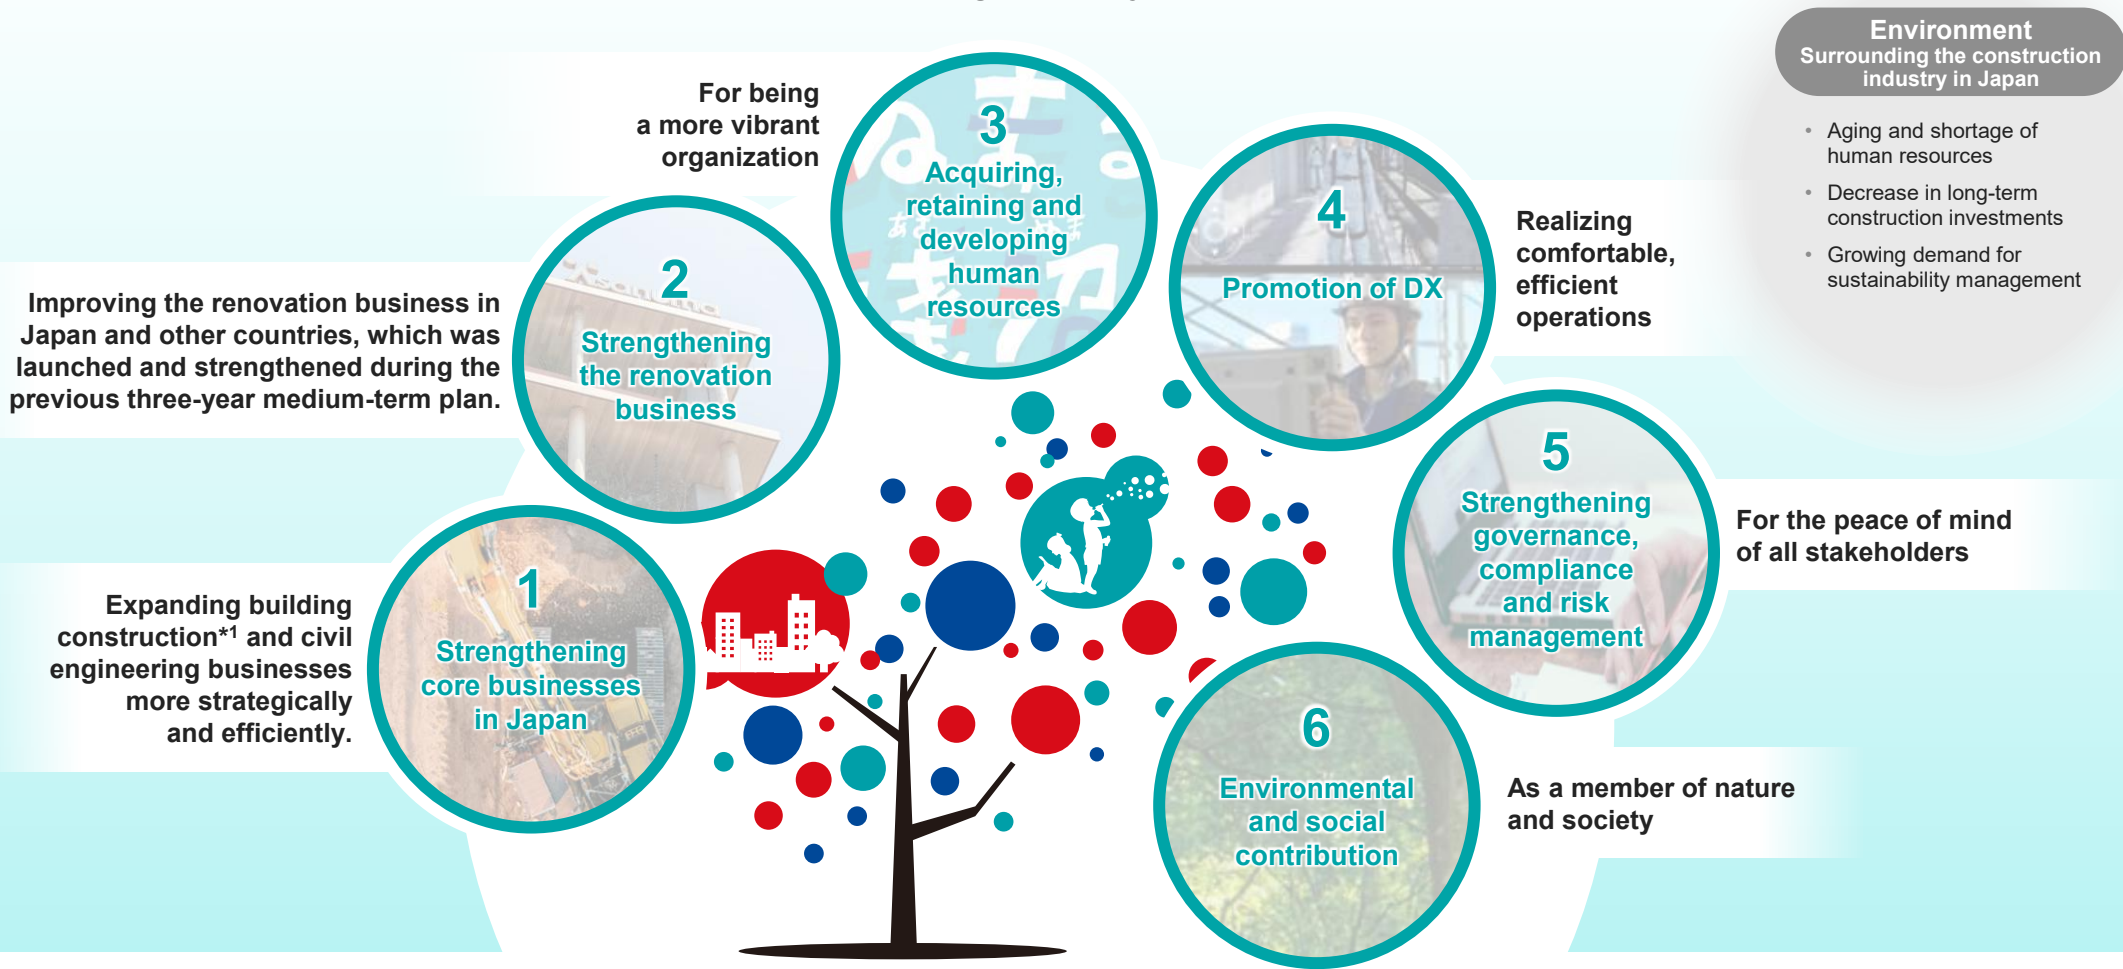 Environment
Surrounding the construction
industry in Japan
• Aging and shortage of
human resources
• Decrease in long-term
construction investments
• Growing demand for
sustainability management
Expanding building
construction*1 and civil
engineering businesses
more strategically
and efficiently.
1
Strengthening
core businesses
in Japan
Improving the renovation business in
Japan and other countries, which was
launched and strengthened during the
previous three-year medium-term plan.
2
Strengthening
the renovation
business
Asanuma
For being
a more vibrant
organization
3
Acquiring,
retaining and
developing
human
resources
4
Promotion of DX
Realizing
comfortable,
efficient
operations
5
Strengthening
governance,
compliance
and risk
management
For the peace of mind
of all stakeholders
6
Environmental
and social
contribution
As a member of nature
and society